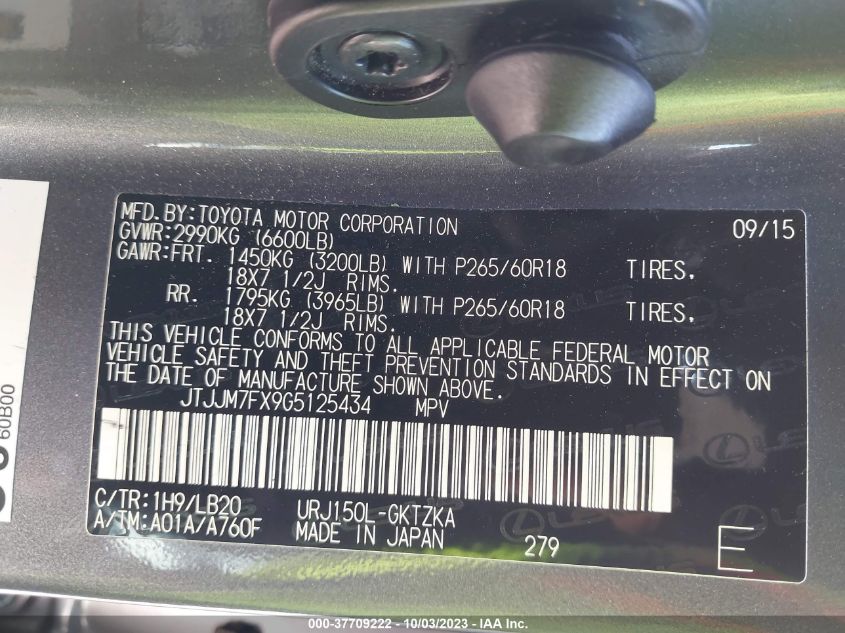 MFD. BY: TOYOTA MOTOR CORPORATION 09/15
GVWR: 2990KG (6600LB)
GAWR: FRT. 1450KG (3200LB) WITH P265/60R18 TIRES,
18X7 1/2J RIMS.
RR. 1795KG (3965LB) WITH P265/60R18 TIRES,
18X7 1/2J RIMS.
THIS VEHICLE CONFORMS TO ALL APPLICABLE FEDERAL MOTOR
VEHICLE SAFETY AND THEFT PREVENTION STANDARDS IN EFFECT ON
THE DATE OF MANUFACTURE SHOWN ABOVE.
JTJJM7FX9G5125434 MPV
C/TR: 1H9/LB20 URJ150L-GKTZKA
A/TM: A01A/A760F MADE IN JAPAN 279 E
60B00
LEXUS
000-37709222 - 10/03/2023 - IAA Inc.